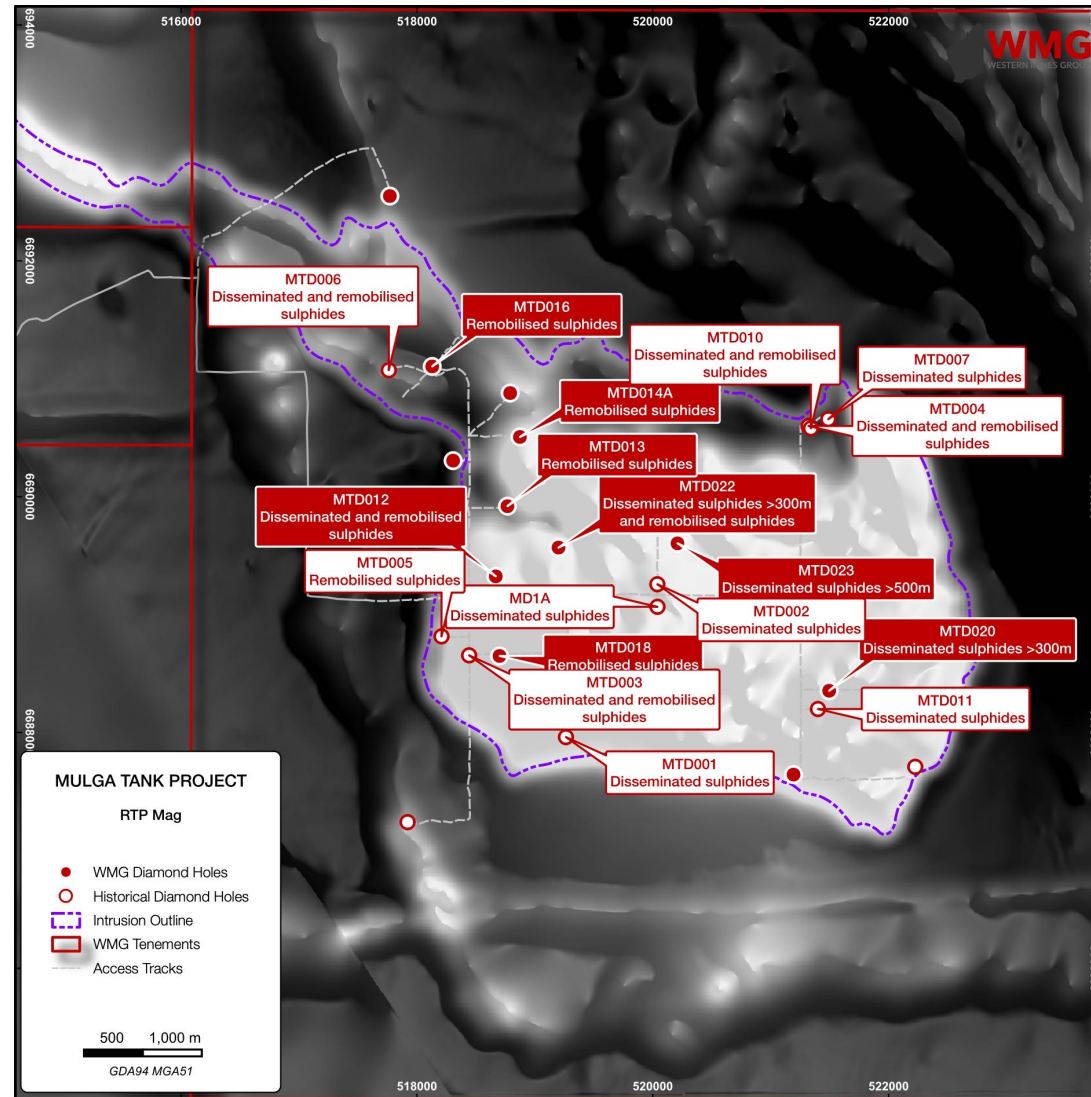 516000
518000
520000
522000
694000
WMG
WESTERN MINES GROUP
6692000
MTD006
Disseminated and remobilised
sulphides
MTD016
Remobilised sulphides
MTD010
Disseminated and remobilised
sulphides
MTD007
Disseminated sulphides
MTD014A
Remobilised sulphides
MTD004
Disseminated and remobilised
sulphides
MTD013
Remobilised sulphides
6690000
MTD012
Disseminated and remobilised
sulphides
MTD022
Disseminated sulphides >300m
and remobilised sulphides
MTD005
Remobilised sulphides
MD1A
Disseminated sulphides
MTD023
Disseminated sulphides >500m
MTD002
Disseminated sulphides
MTD020
Disseminated sulphides >300m
MTD018
Remobilised sulphides
MTD003
Disseminated and remobilised
sulphides
MTD011
Disseminated sulphides
668800
MTD001
Disseminated sulphides
MULGA TANK PROJECT
RTP Mag
WMG Diamond Holes
Historical Diamond Holes
Intrusion Outline
WMG Tenements
Access Tracks
500 1,000 m
GDA94 MGA51
518000
520000
522000